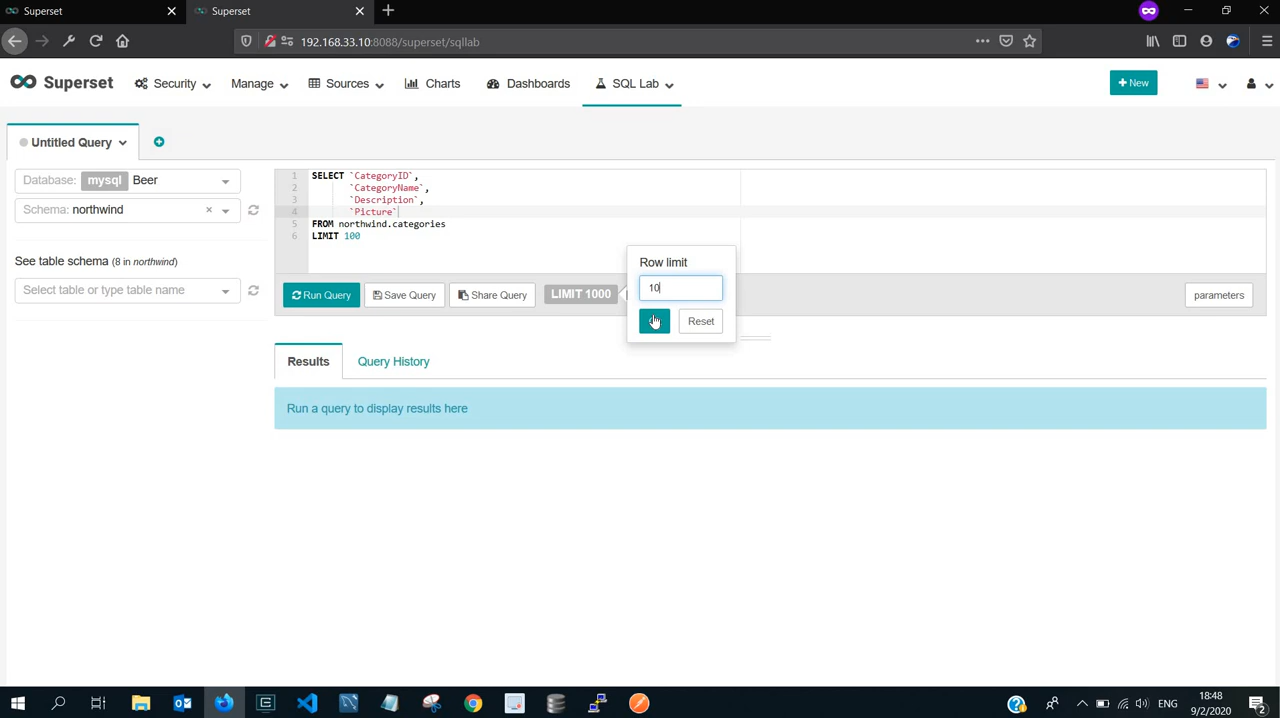 Superset
Superset
192.168.33.10:8088/superset/sqllab
Superset Security Manage Sources Charts Dashboards SQL Lab + New
Untitled Query
Database: mysql Beer
Schema: northwind ×
See table schema (8 in northwind)
Select table or type table name
1 SELECT `CategoryID`,
2 `CategoryName`,
3 `Description`,
4 `Picture`
5 FROM northwind.categories
6 LIMIT 100
Row limit
10
Reset
Run Query Save Query Share Query LIMIT 1000 parameters
Results Query History
Run a query to display results here
ENG
18:48
9/2/2020
2